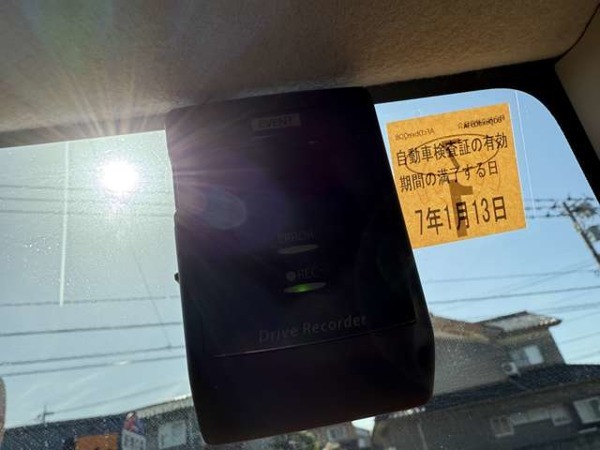 EVENT
REC
Drive Recorder
自動車検査証の有効
期間の満了する日
7年1月13日